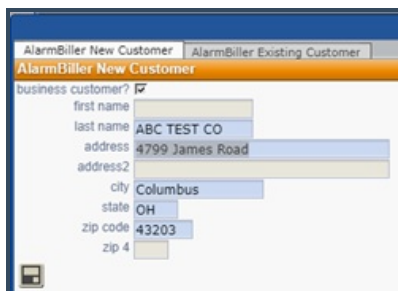 AlarmBiller New Customer AlarmBiller Existing Customer
AlarmBiller New Customer
business customer?
first name
last name ABC TEST CO
address 4799 James Road
address2
city Columbus
state OH
zip code 43203
zip 4